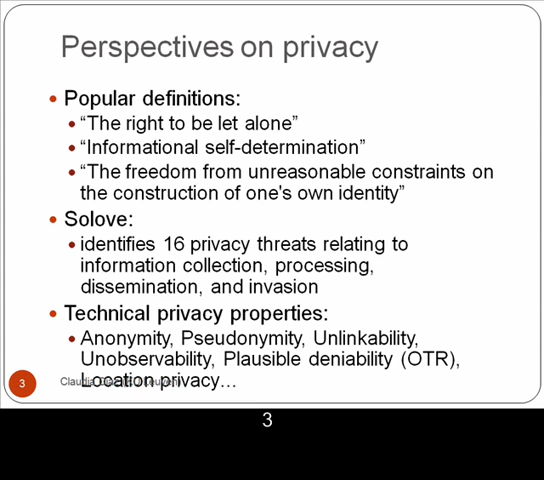 Perspectives on privacy
• Popular definitions:
• “The right to be let alone”
• “Informational self-determination”
• “The freedom from unreasonable constraints on
the construction of one's own identity”
• Solove:
• identifies 16 privacy threats relating to
information collection, processing,
dissemination, and invasion
• Technical privacy properties:
• Anonymity, Pseudonymity, Unlinkability,
Unobservability, Plausible deniability (OTR),
Location privacy…
3
Claudia
3